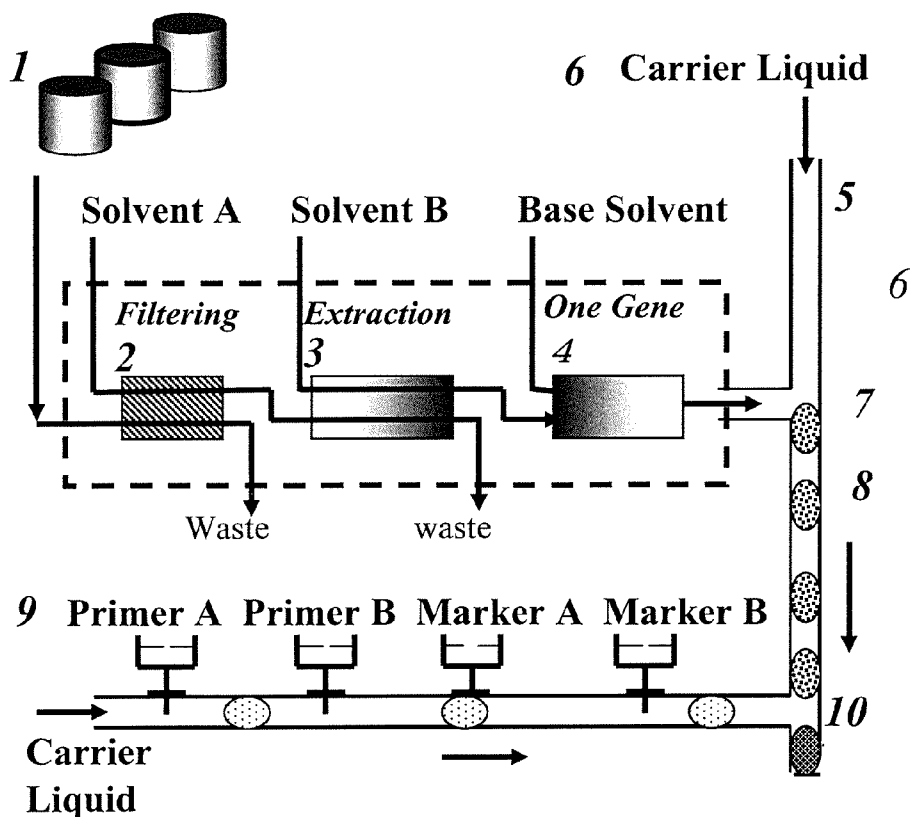 1
6 Carrier Liquid
5
Solvent A Solvent B Base Solvent
6
Filtering Extraction One Gene
2 3 4
7
8
Waste waste
9 Primer A Primer B Marker A Marker B
10
Carrier
Liquid